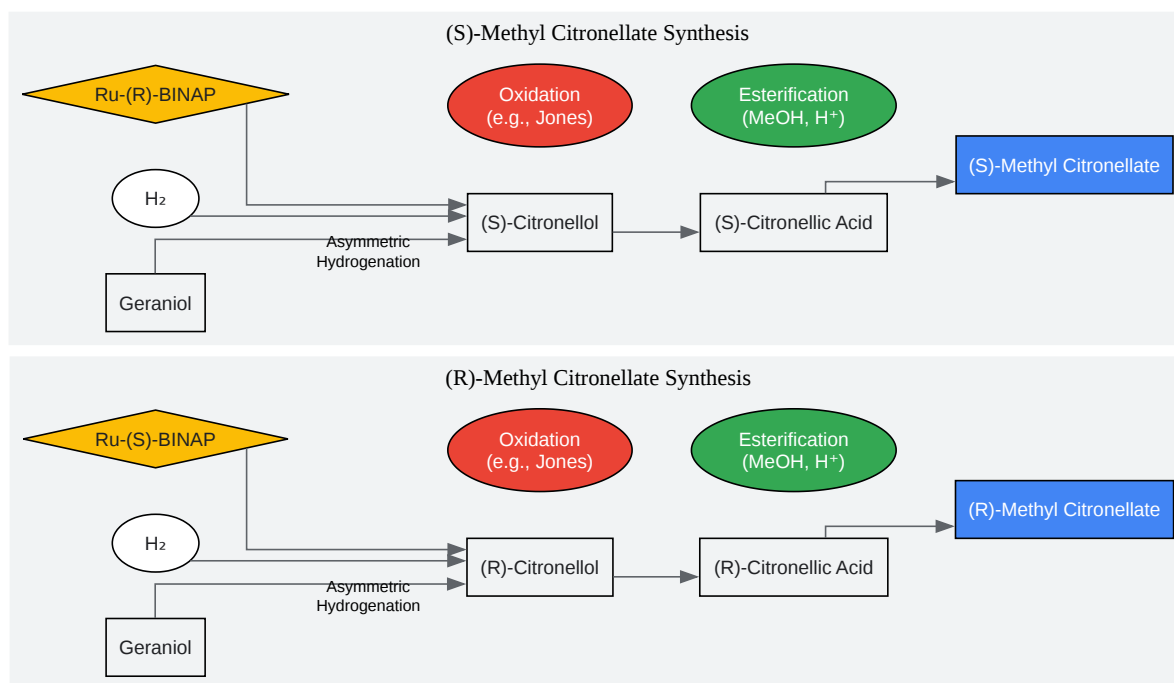 (S)-Methyl Citronellate Synthesis
Ru-(R)-BINAP
Oxidation
(e.g., Jones)
Esterification
(MeOH, H⁺)
(S)-Methyl Citronellate
H₂
(S)-Citronellol
(S)-Citronellic Acid
Asymmetric
Hydrogenation
Geraniol
(R)-Methyl Citronellate Synthesis
Ru-(S)-BINAP
Oxidation
(e.g., Jones)
Esterification
(MeOH, H⁺)
(R)-Methyl Citronellate
H₂
(R)-Citronellol
(R)-Citronellic Acid
Asymmetric
Hydrogenation
Geraniol